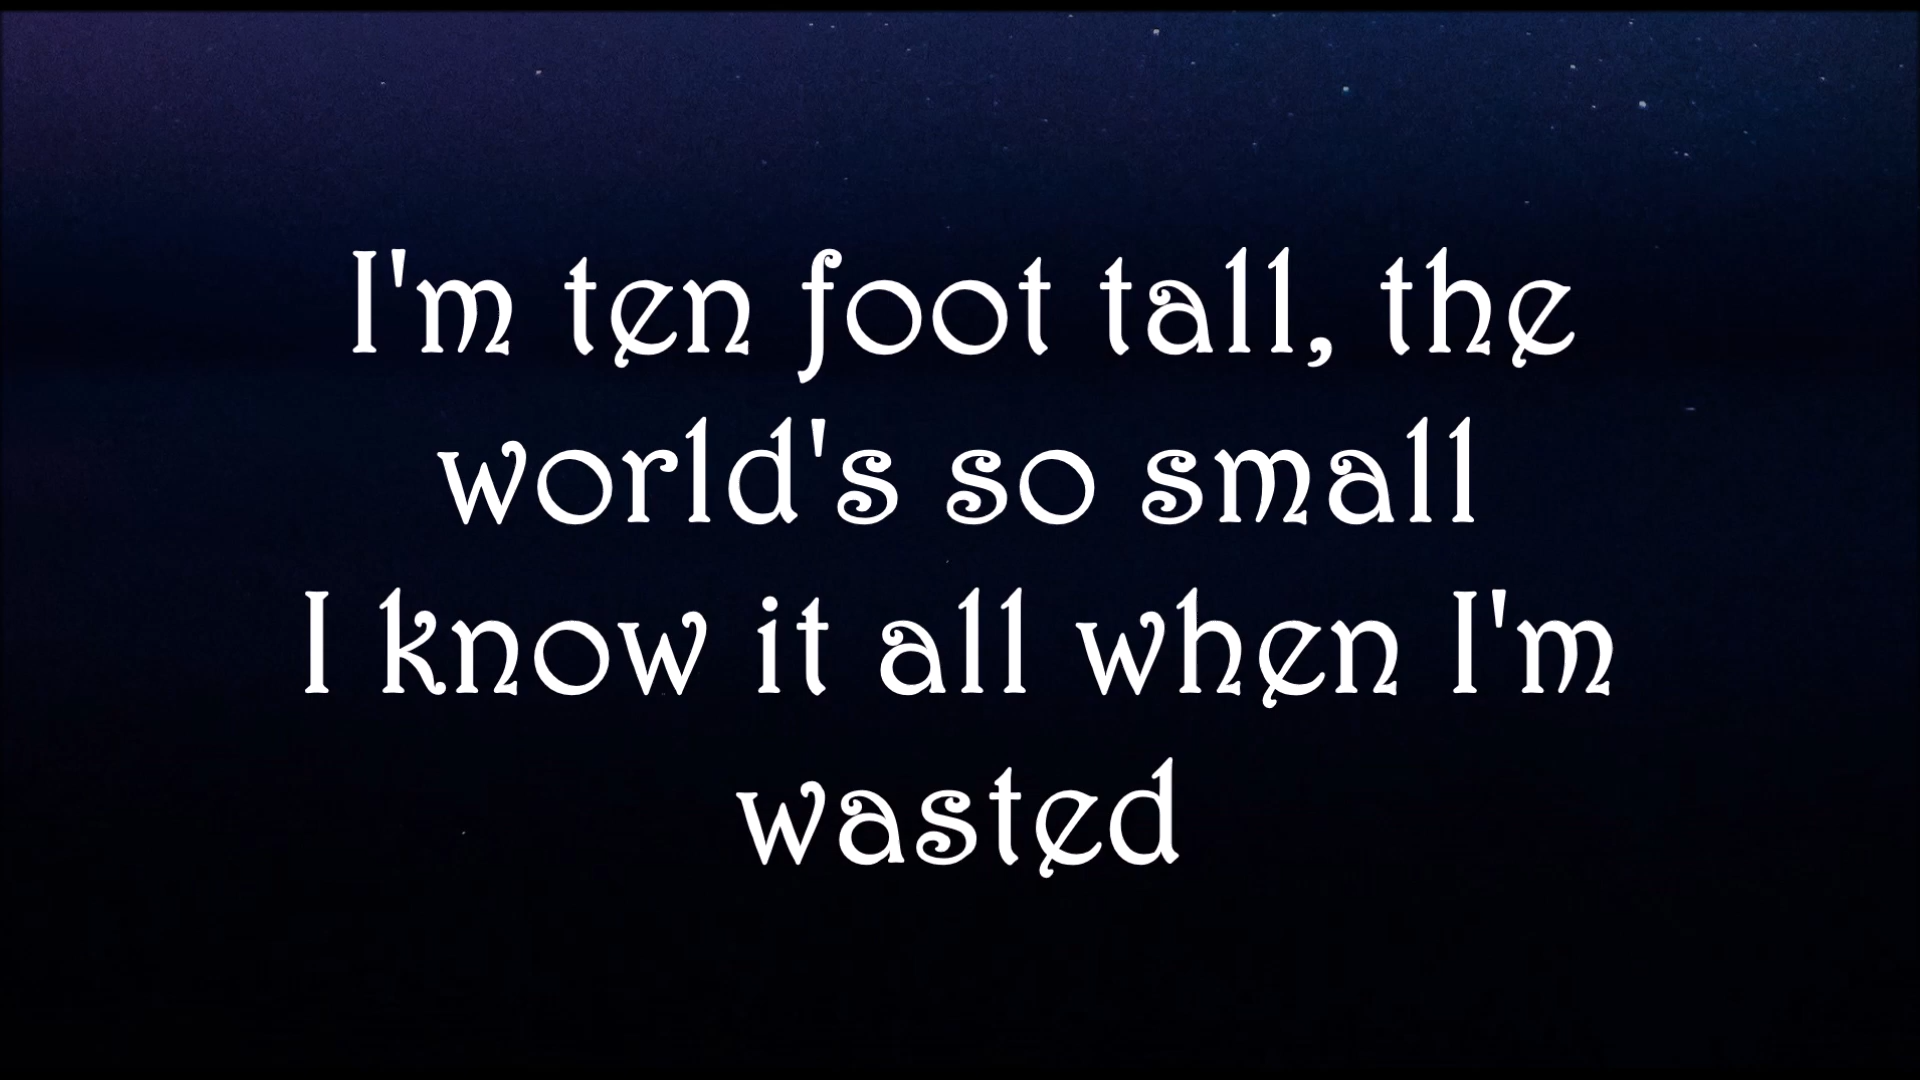 I'm ten foot tall, the
world's so small
I know it all when I'm
wasted